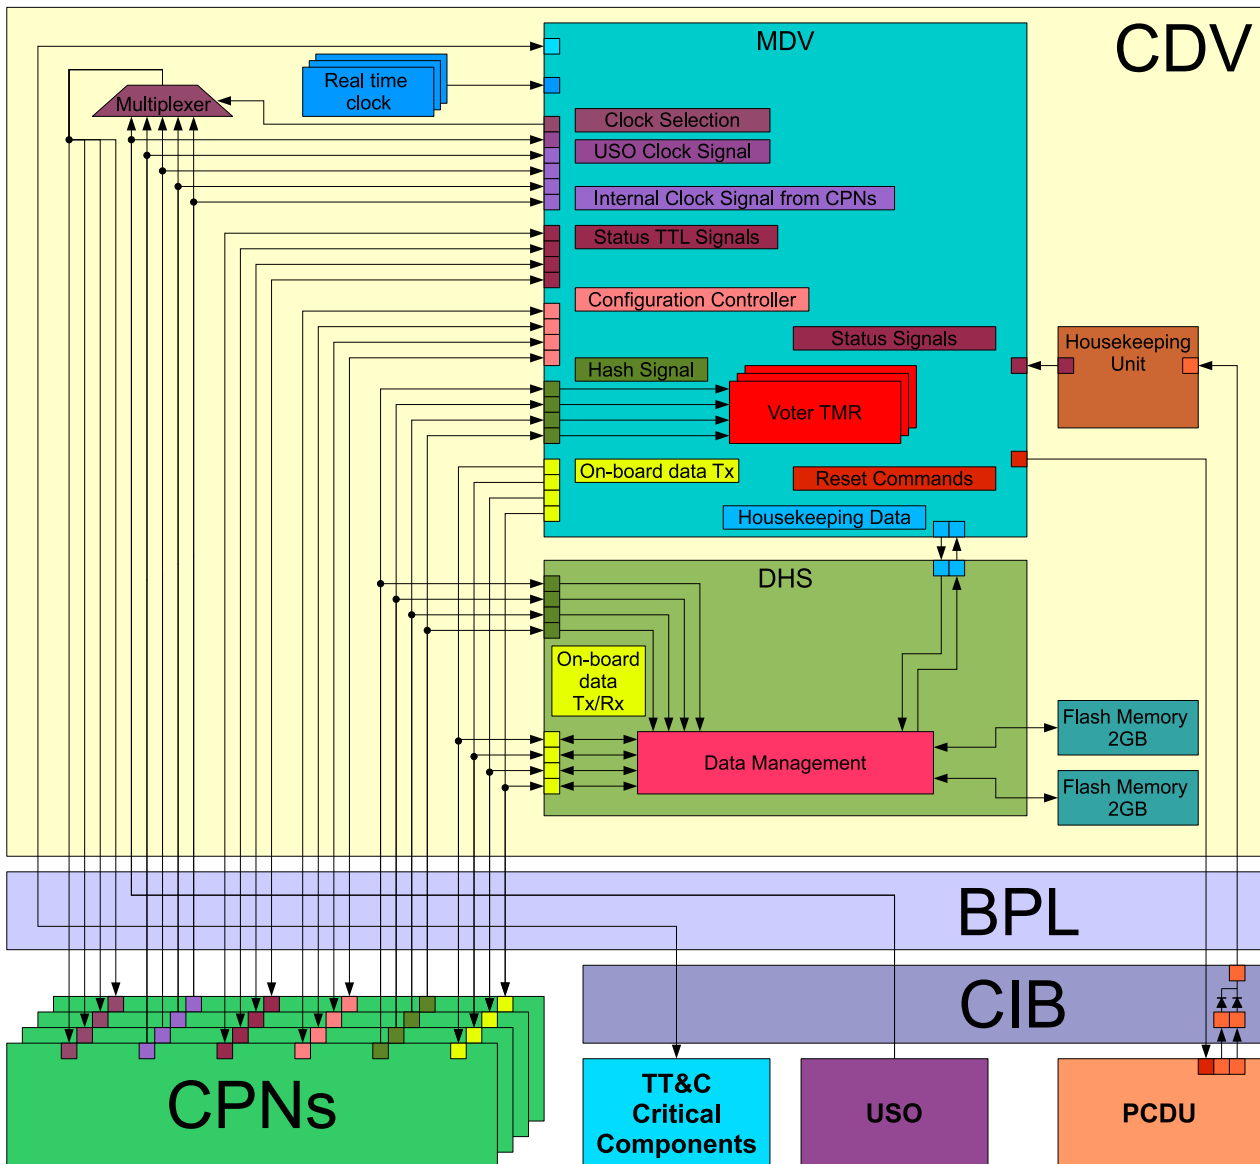 CDV
MDV
Real time
clock
Multiplexer
Clock Selection
USO Clock Signal
Internal Clock Signal from CPNs
Status TTL Signals
Configuration Controller
Status Signals
Housekeeping
Unit
Hash Signal
Voter TMR
On-board data Tx
Reset Commands
Housekeeping Data
DHS
On-board
data
Tx/Rx
Data Management
Flash Memory
2GB
Flash Memory
2GB
BPL
CIB
CPNs
TT&C
Critical
Components
USO
PCDU